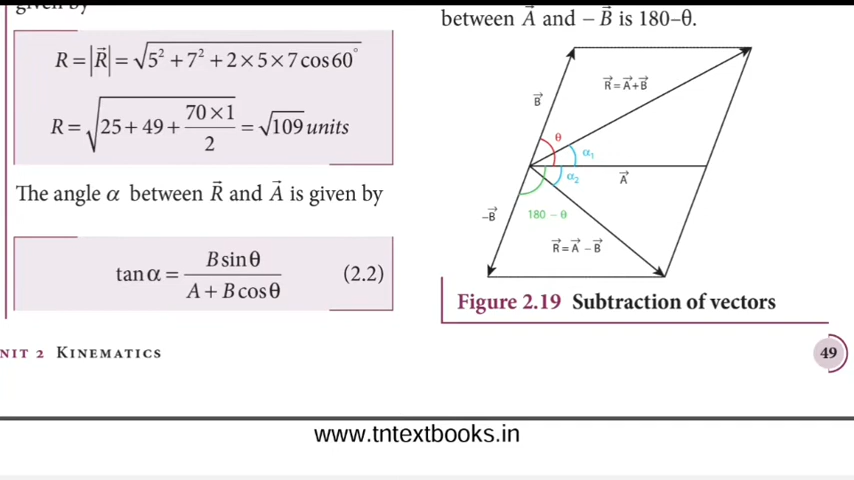 given by
R = |R⃗| = √(5² + 7² + 2 × 5 × 7 cos 60°)
R = √(25 + 49 + (70 × 1)/2) = √109 units
The angle α between R⃗ and A⃗ is given by
tan α = B sin θ / (A + B cos θ) (2.2)
between A⃗ and − B⃗ is 180–θ.
R⃗ = A⃗ + B⃗
B⃗
θ
α₁
α₂
A⃗
-B⃗
180 – θ
R⃗ = A⃗ – B⃗
Figure 2.19 Subtraction of vectors
NIT 2 KINEMATICS
49
www.tntextbooks.in